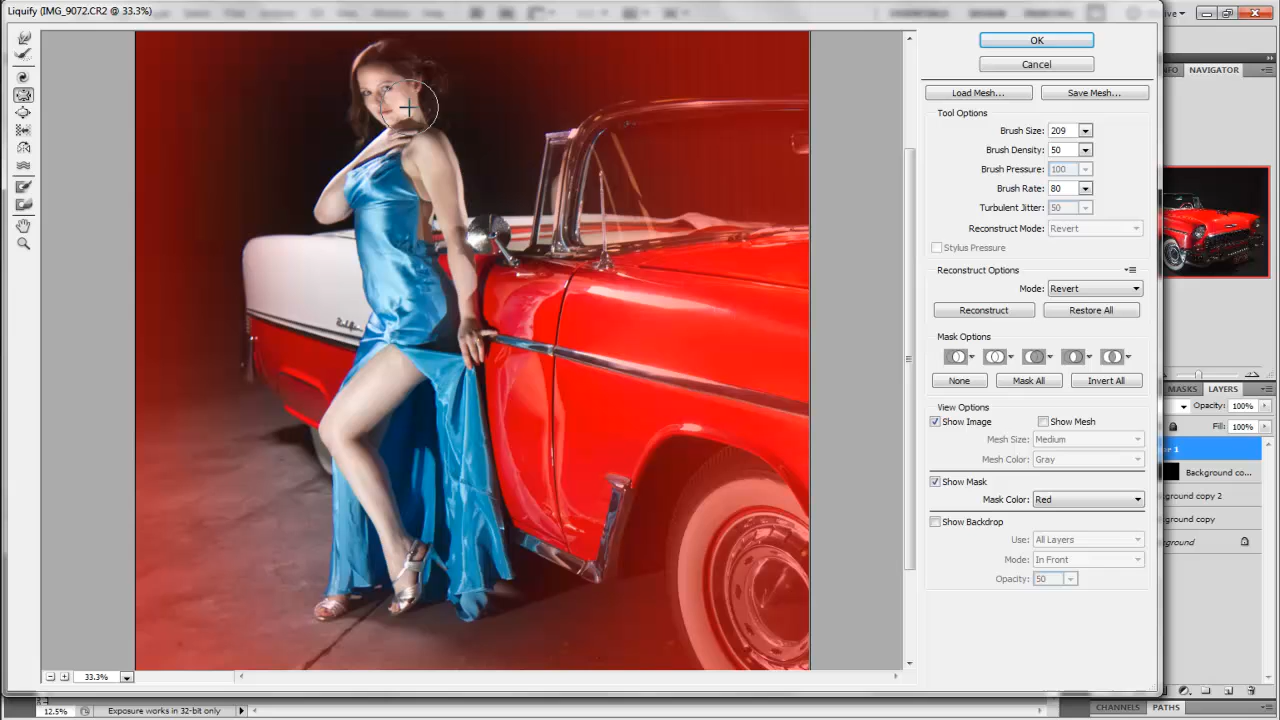 Liquify (IMG_9072.CR2 @ 33.3%)
OK
Cancel
Load Mesh...
Save Mesh...
Tool Options
Brush Size: 209
Brush Density: 50
Brush Pressure: 100
Brush Rate: 80
Turbulent Jitter: 50
Reconstruct Mode: Revert
Stylus Pressure
Reconstruct Options
Mode: Revert
Reconstruct
Restore All
Mask Options
None
Mask All
Invert All
View Options
Show Image
Show Mesh
Mesh Size: Medium
Mesh Color: Gray
Show Mask
Mask Color: Red
Show Backdrop
Use: All Layers
Mode: In Front
Opacity: 50
NAVIGATOR
MASKS
LAYERS
Opacity: 100%
Fill: 100%
er 1
Background co...
ground copy 2
ground copy
ground
CHANNELS
PATHS
33.3%
12.5%
Exposure works in 32-bit only